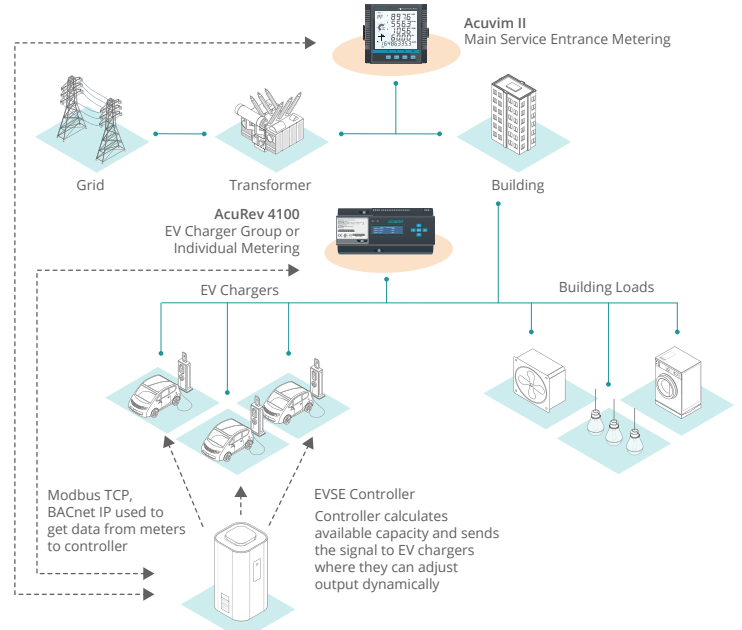 Acuvim II
Main Service Entrance Metering
Grid
Transformer
Building
AcuRev 4100
EV Charger Group or
Individual Metering
EV Chargers
Building Loads
Modbus TCP,
BACnet IP used to
get data from meters
to controller
EVSE Controller
Controller calculates
available capacity and sends
the signal to EV chargers
where they can adjust
output dynamically